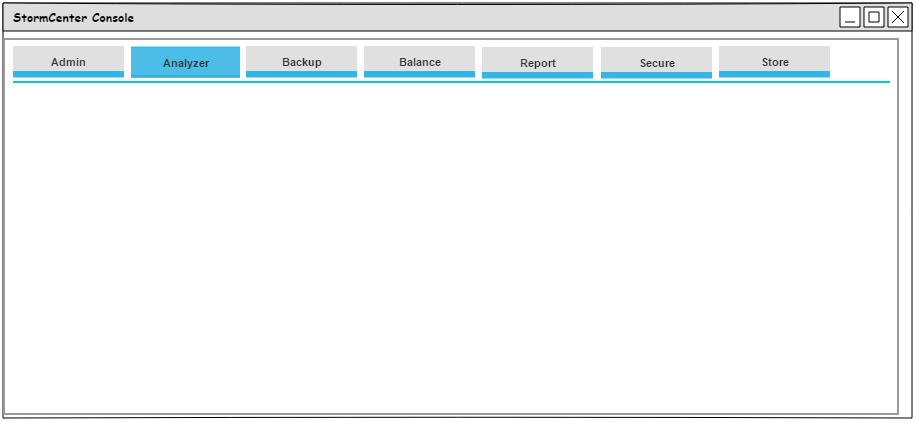 StormCenter Console
Admin Analyzer Backup Balance Report Secure Store